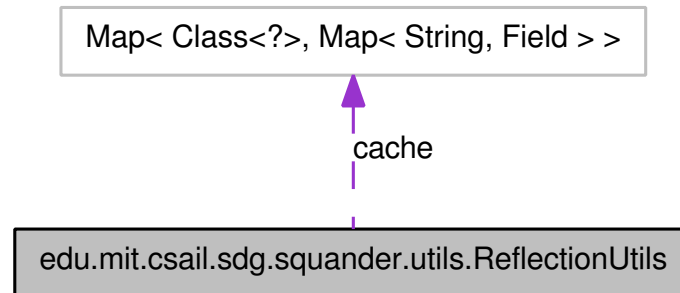 Map< Class<?>, Map< String, Field > >
cache
edu.mit.csail.sdg.squander.utils.ReflectionUtils